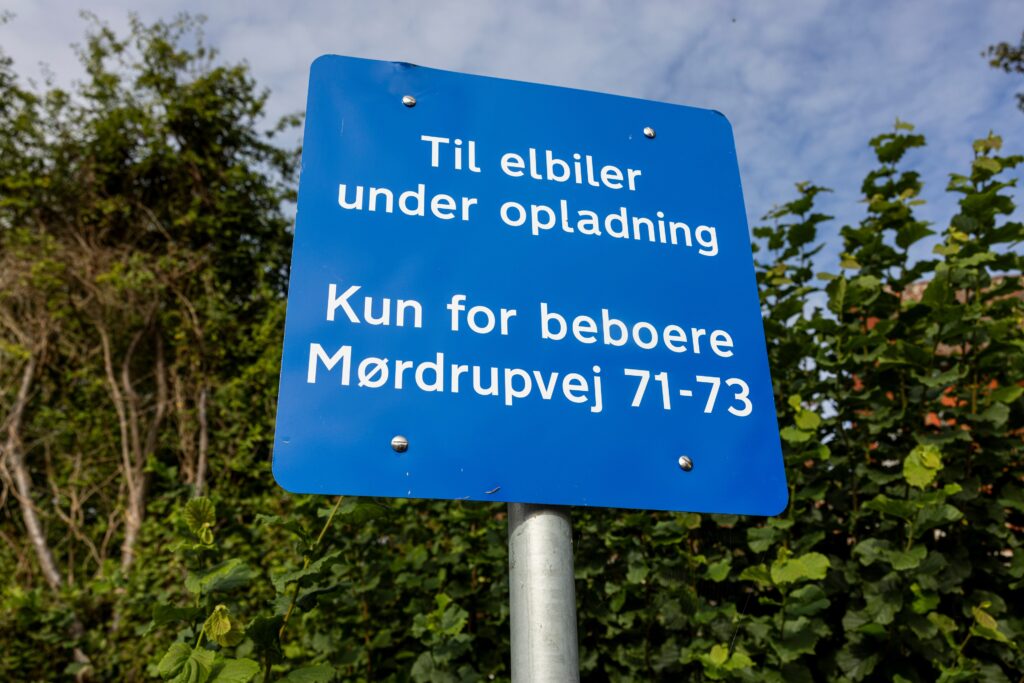 Til elbiler
under opladning
Kun for beboere
Mørdrupvej 71-73